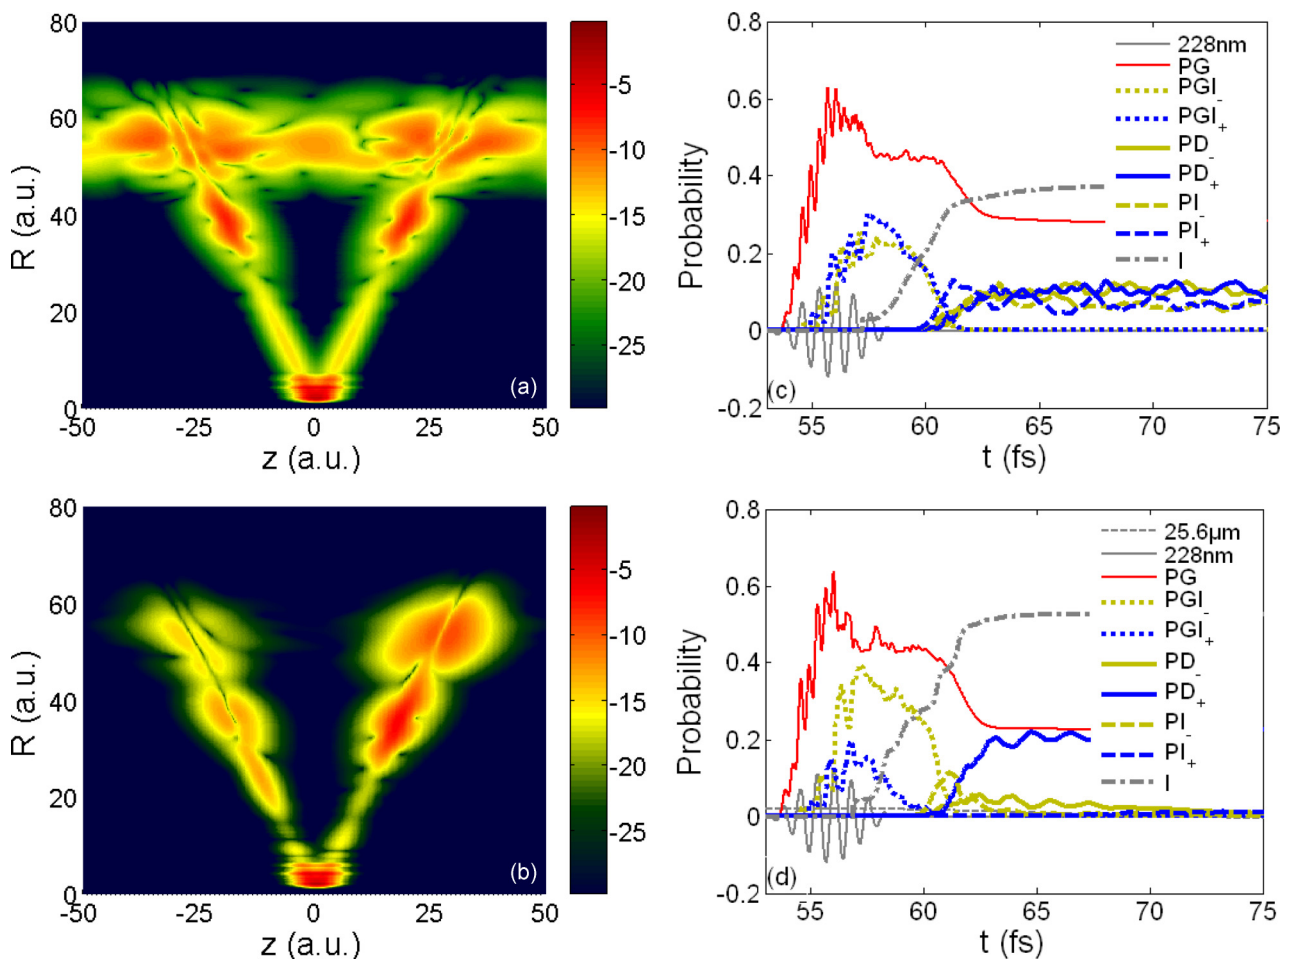 80
60
40
20
0
R (a.u.)
-50
-25
0
25
50
z (a.u.)
(a)
-5
-10
-15
-20
-25
0.8
0.6
0.4
0.2
0
-0.2
Probability
55
60
65
70
75
t (fs)
(c)
228nm
PG
PGI-
PGI+
PD-
PD+
PI-
PI+
I
80
60
40
20
0
R (a.u.)
-50
-25
0
25
50
z (a.u.)
(b)
-5
-10
-15
-20
-25
0.8
0.6
0.4
0.2
0
-0.2
Probability
55
60
65
70
75
t (fs)
(d)
25.6µm
228nm
PG
PGI-
PGI+
PD-
PD+
PI-
PI+
I